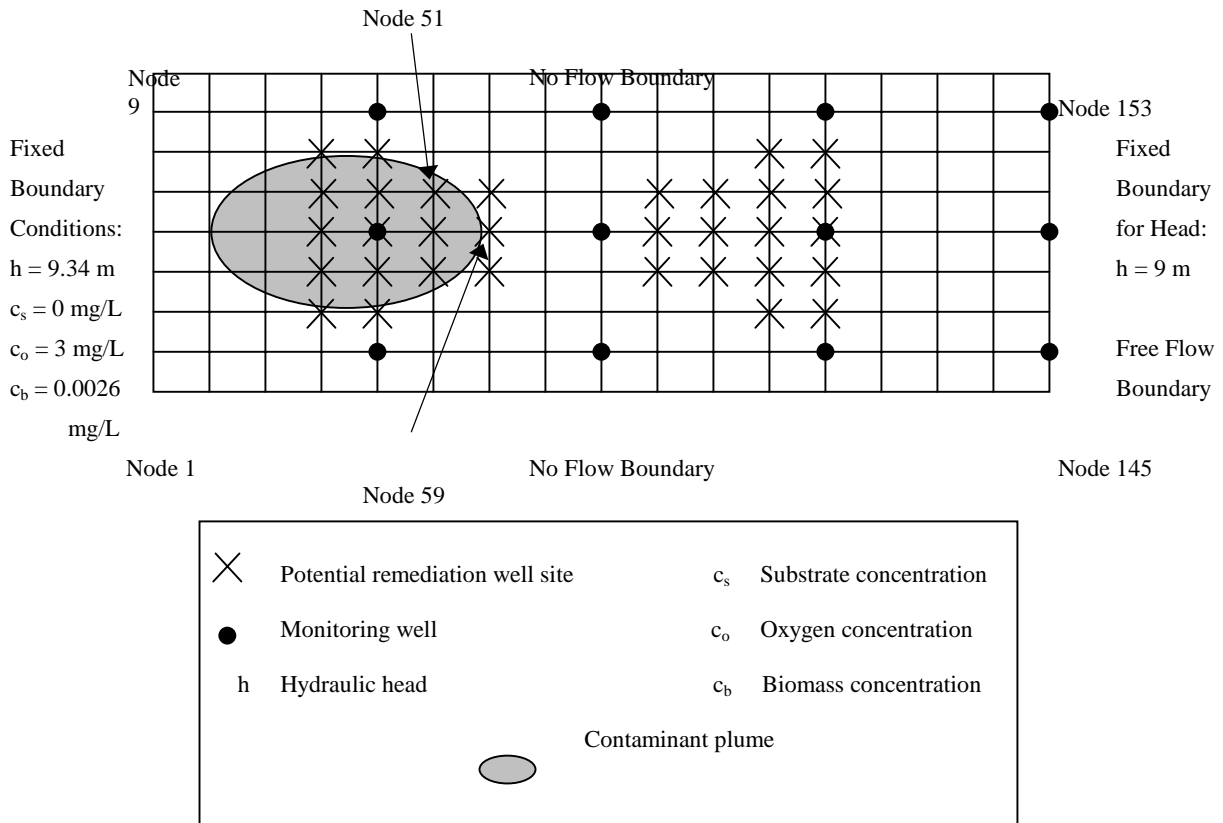 Node 51
Node
9
No Flow Boundary
Node 153
Fixed
Boundary
Conditions:
h = 9.34 m
c_s = 0 mg/L
c_o = 3 mg/L
c_b = 0.0026
mg/L
Fixed
Boundary
for Head:
h = 9 m
Free Flow
Boundary
Node 1
No Flow Boundary
Node 145
Node 59
Potential remediation well site
c_s Substrate concentration
Monitoring well
c_o Oxygen concentration
h Hydraulic head
c_b Biomass concentration
Contaminant plume